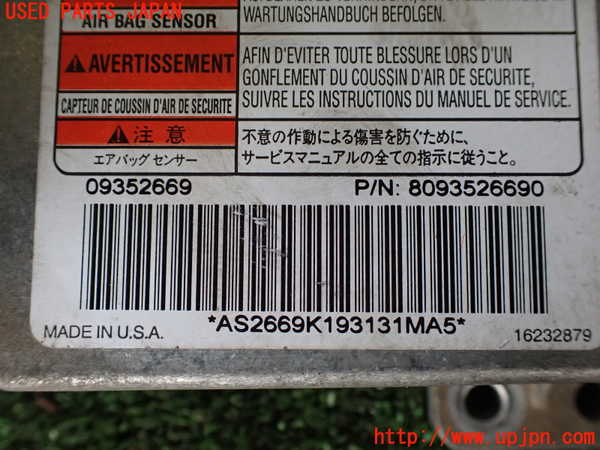 USED PARTS JAPAN
AIR BAG SENSOR
WARTUNGSHANDBUCH BEFOLGEN.
AVERTISSEMENT
CAPTEUR DE COUSSIN D'AIR DE SECURITE
AFIN D'EVITER TOUTE BLESSURE LORS D'UN
GONFLEMENT DU COUSSIN D'AIR DE SECURITE,
SUIVRE LES INSTRUCTIONS DU MANUEL DE SERVICE.
注意
エアバッグ センサー
不意の作動による傷害を防ぐために、
サービスマニュアルの全ての指示に従うこと。
09352669
P/N: 8093526690
*AS2669K193131MA5*
MADE IN U.S.A.
16232879
http://www.upjpn.com/